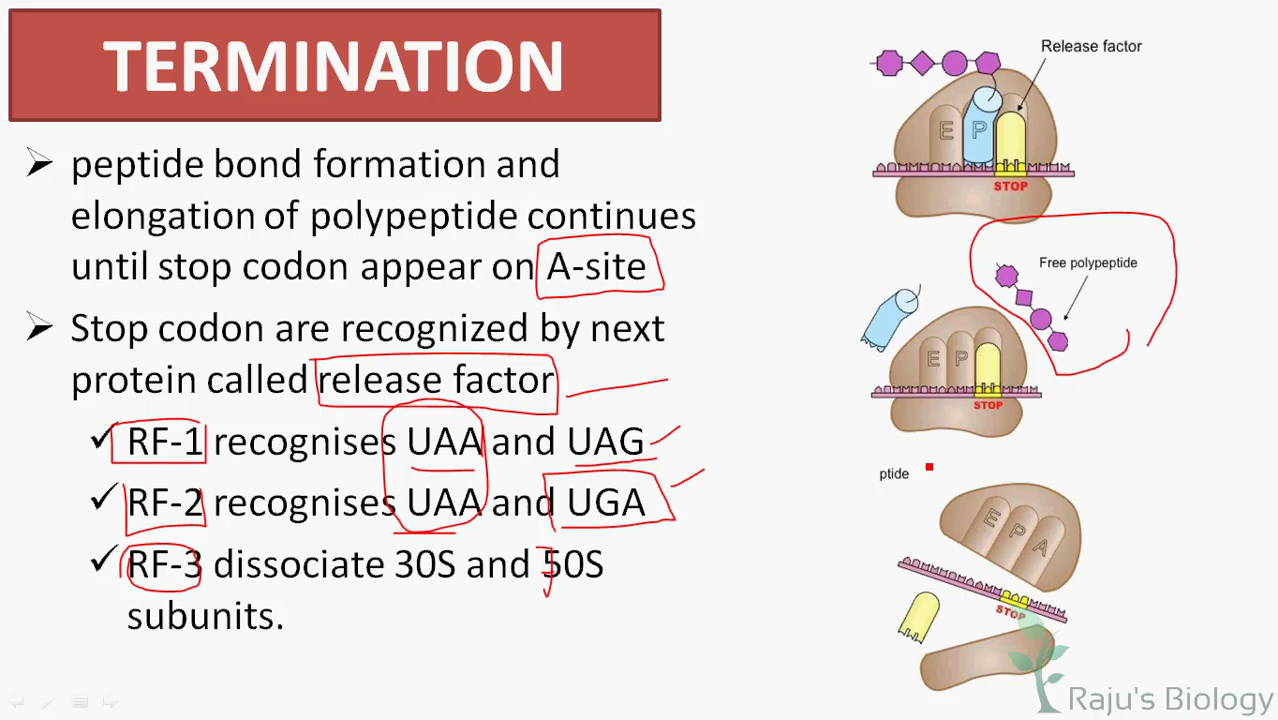 TERMINATION
peptide bond formation and
elongation of polypeptide continues
until stop codon appear on A-site
Stop codon are recognized by next
protein called release factor
RF-1 recognises UAA and UAG
RF-2 recognises UAA and UGA
RF-3 dissociate 30S and 50S
subunits.
Release factor
E P
STOP
Free polypeptide
E P
STOP
ptide
E P A
STOP
Raju's Biology